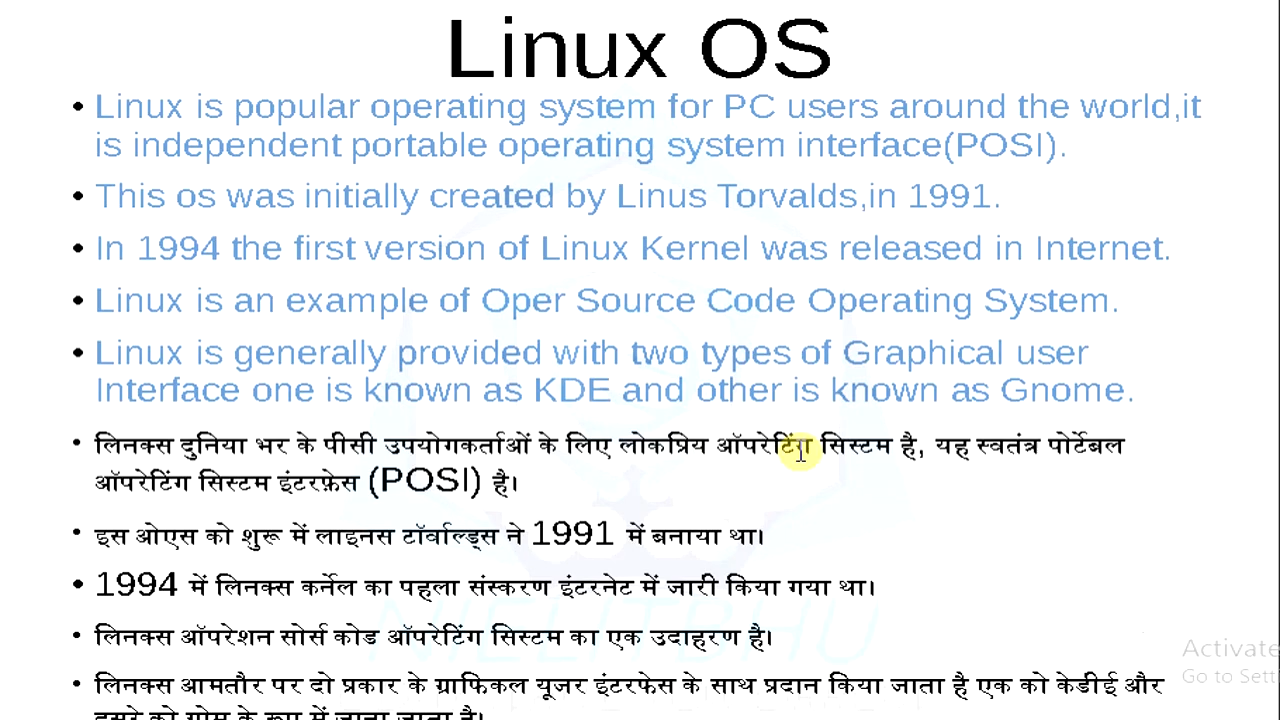 Linux OS
• Linux is popular operating system for PC users around the world,it
is independent portable operating system interface(POSI).
• This os was initially created by Linus Torvalds,in 1991.
• In 1994 the first version of Linux Kernel was released in Internet.
• Linux is an example of Oper Source Code Operating System.
• Linux is generally provided with two types of Graphical user
Interface one is known as KDE and other is known as Gnome.
• लिनक्स दुनिया भर के पीसी उपयोगकर्ताओं के लिए लोकप्रिय ऑपरेटिंग सिस्टम है, यह स्वतंत्र पोर्टेबल
ऑपरेटिंग सिस्टम इंटरफ़ेस (POSI) है।
• इस ओएस को शुरू में लाइनस टॉर्वाल्ड्स ने 1991 में बनाया था।
• 1994 में लिनक्स कर्नेल का पहला संस्करण इंटरनेट में जारी किया गया था।
• लिनक्स ऑपरेशन सोर्स कोड ऑपरेटिंग सिस्टम का एक उदाहरण है।
• लिनक्स आमतौर पर दो प्रकार के ग्राफिकल यूजर इंटरफेस के साथ प्रदान किया जाता है एक को केडीई और
दूसरे को गोम के रूप में जाना जाता है।
NIELITBHU
Activate
Go to Sett